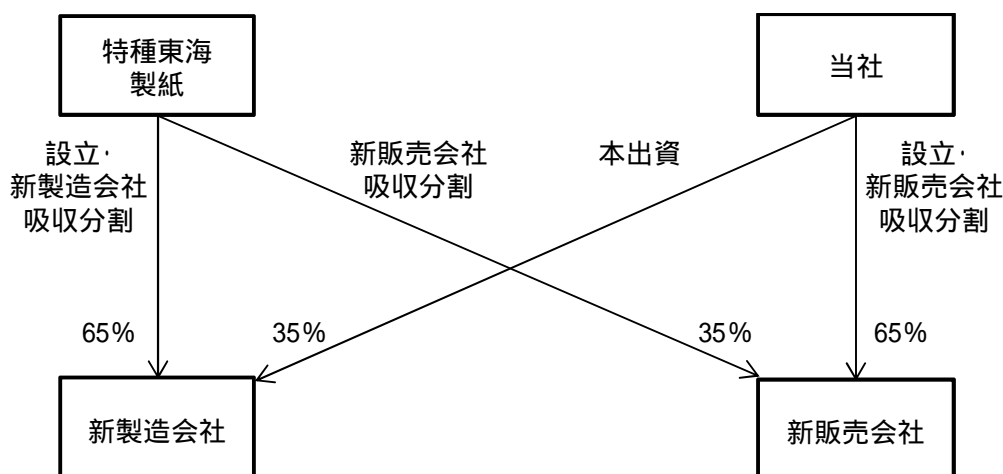 特種東海
製紙
当社
設立・
新製造会社
吸収分割
新販売会社
吸収分割
本出資
設立・
新販売会社
吸収分割
65%
35%
35%
65%
新製造会社
新販売会社